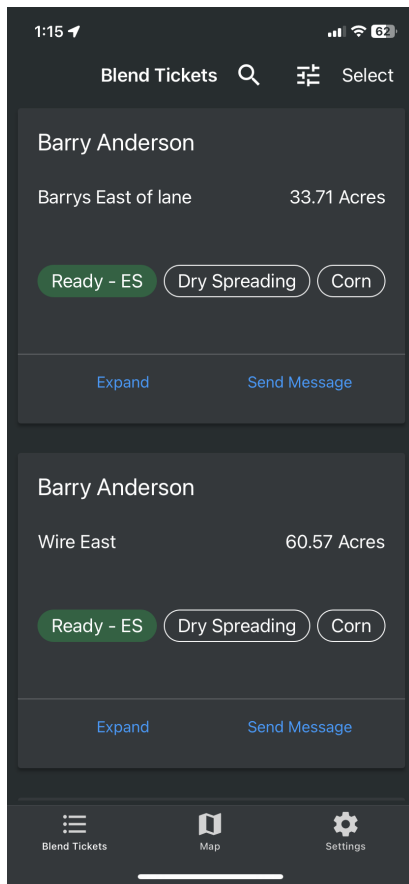 1:15
62
Blend Tickets
Select
Barry Anderson
Barrys East of lane 33.71 Acres
Ready - ES Dry Spreading Corn
Expand Send Message
Barry Anderson
Wire East 60.57 Acres
Ready - ES Dry Spreading Corn
Expand Send Message
Blend Tickets Map Settings